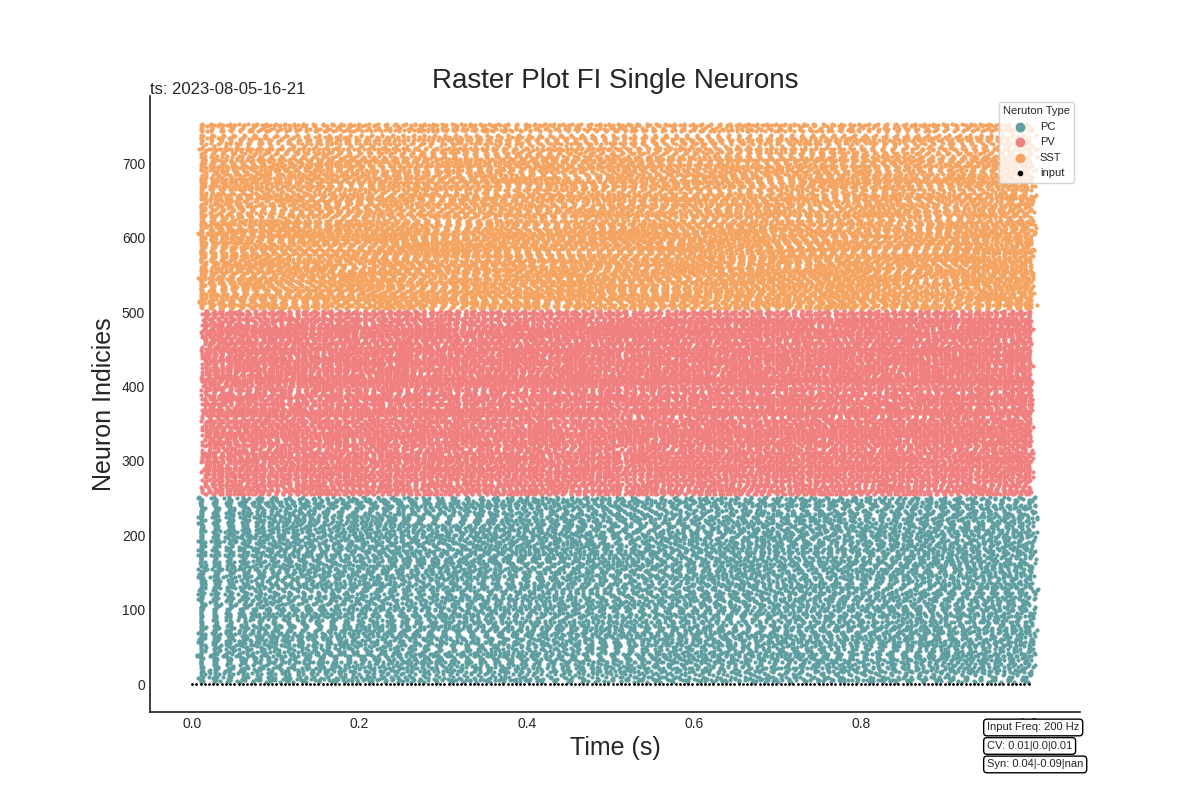 Raster Plot FI Single Neurons
ts: 2023-08-05-16-21
Neruton Type
PC
PV
SST
input
Neuron Indicies
700
600
500
400
300
200
100
0
0.0 0.2 0.4 0.6 0.8
Time (s)
Input Freq: 200 Hz
CV: 0.01|0.0|0.01
Syn: 0.04|-0.09|nan